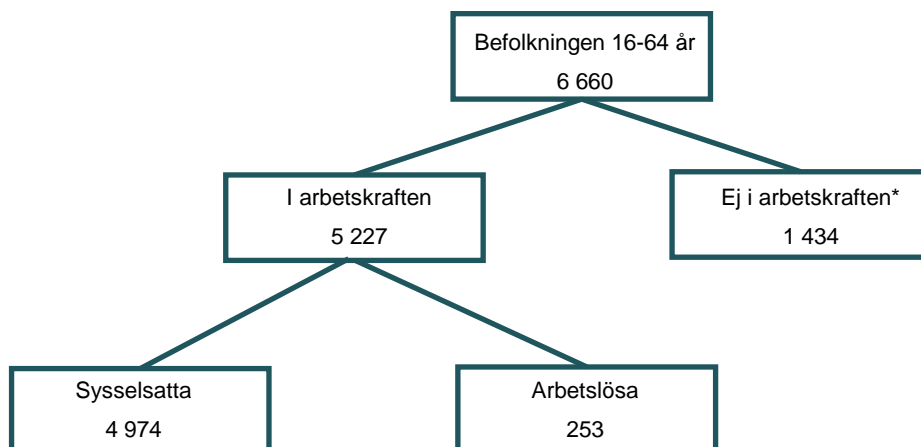 Befolkningen 16-64 år
6 660
I arbetskraften
5 227
Ej i arbetskraften*
1 434
Sysselsatta
4 974
Arbetslösa
253